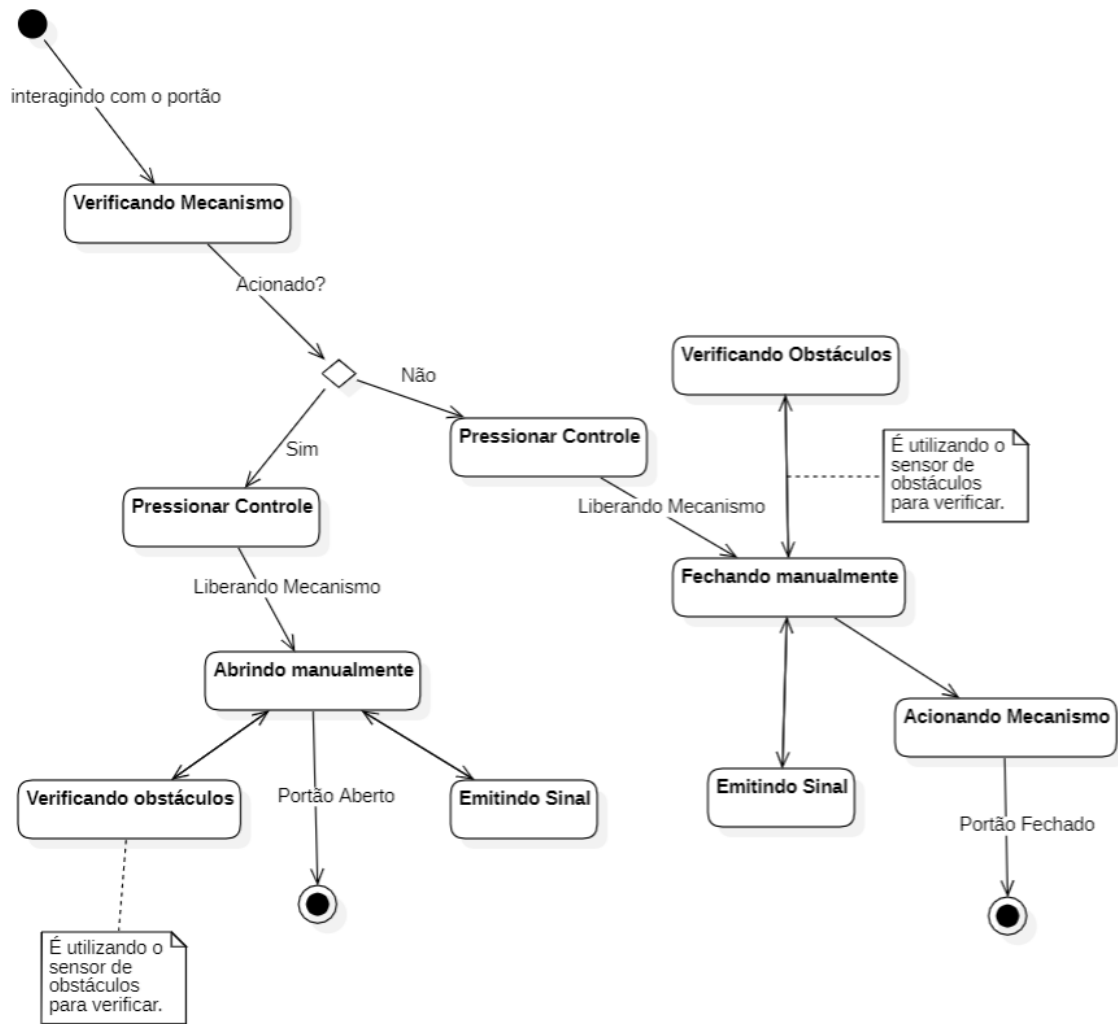 interagindo com o portão
Verificando Mecanismo
Acionado?
Verificando Obstáculos
Não
Pressionar Controle
É utilizando o
sensor de
obstáculos
para verificar.
Sim
Pressionar Controle
Liberando Mecanismo
Fechando manualmente
Liberando Mecanismo
Abrindo manualmente
Acionando Mecanismo
Verificando obstáculos
Portão Aberto
Emitindo Sinal
Emitindo Sinal
Portão Fechado
É utilizando o
sensor de
obstáculos
para verificar.